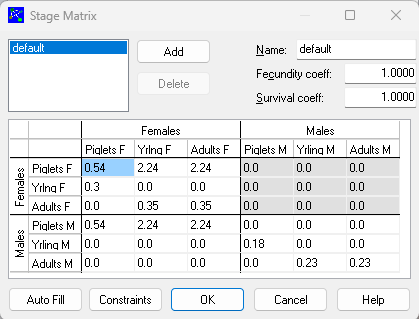 Stage Matrix
default
Add
Delete
Name: default
Fecundity coeff: 1.0000
Survival coeff: 1.0000
Females Males
Piglets F Yrlng F Adults F Piglets M Yrling M Adults M
Females
Piglets F 0.54 2.24 2.24 0.0 0.0 0.0
Yrlng F 0.3 0.0 0.0 0.0 0.0 0.0
Adults F 0.0 0.35 0.35 0.0 0.0 0.0
Males
Piglets M 0.54 2.24 2.24 0.0 0.0 0.0
Yrling M 0.0 0.0 0.0 0.18 0.0 0.0
Adults M 0.0 0.0 0.0 0.0 0.23 0.23
Auto Fill Constraints OK Cancel Help